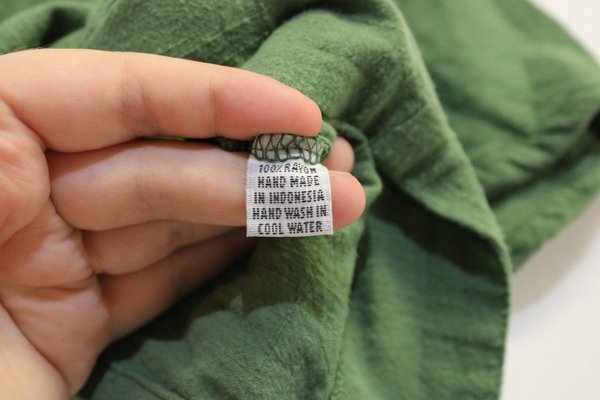 100% RAYON
HAND MADE
IN INDONESIA
HAND WASH IN
COOL WATER